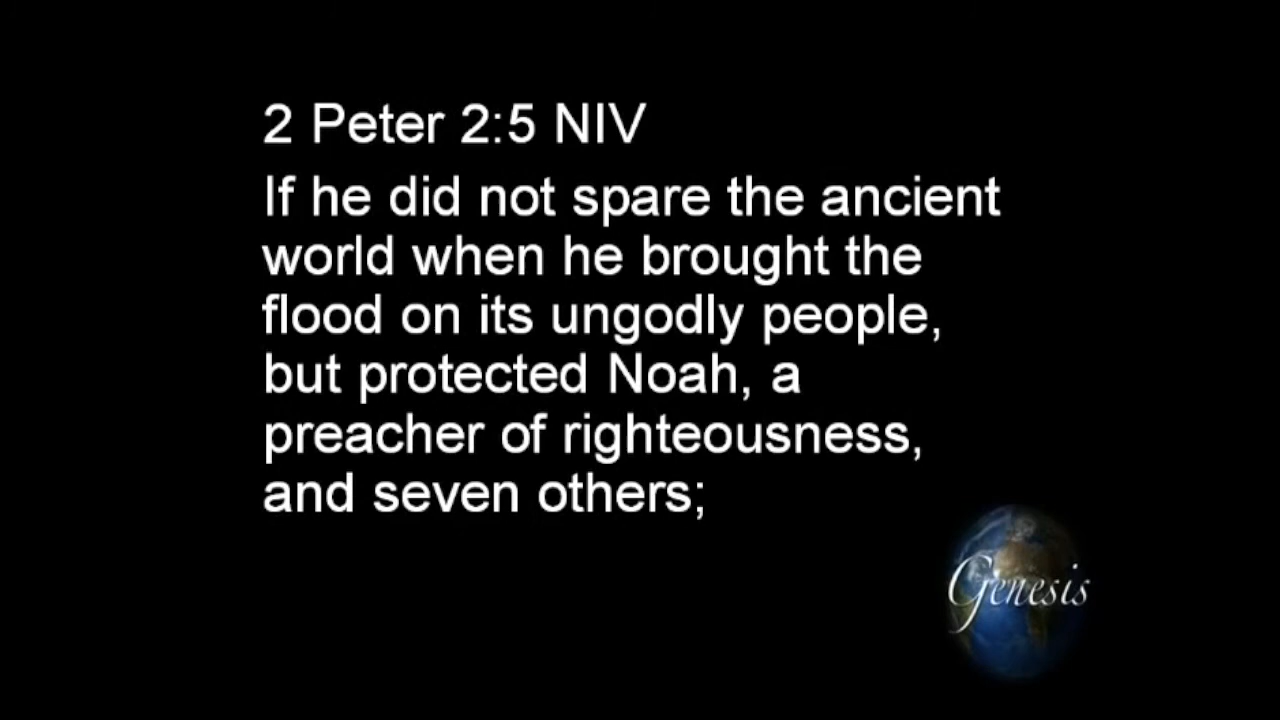 2 Peter 2:5 NIV
If he did not spare the ancient
world when he brought the
flood on its ungodly people,
but protected Noah, a
preacher of righteousness,
and seven others;
Genesis